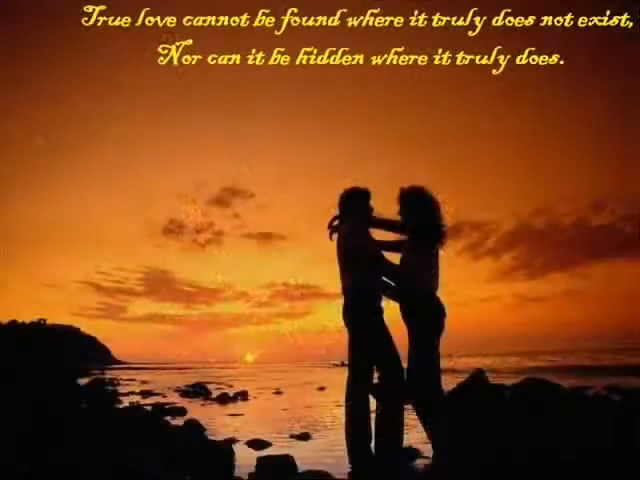 True love cannot be found where it truly does not exist,
Nor can it be hidden where it truly does.